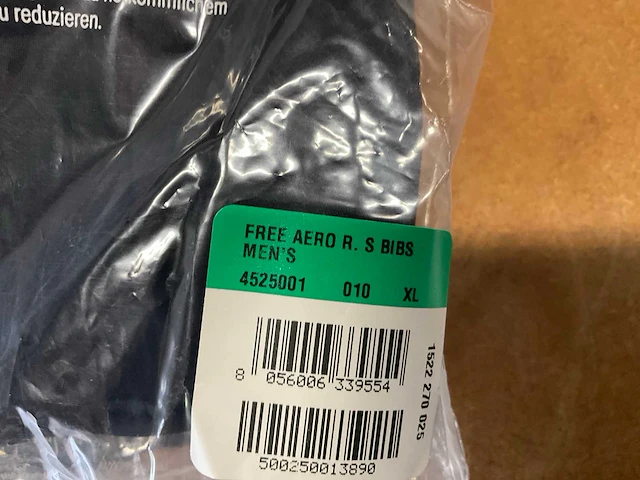 u reduzieren.
FREE AERO R. S BIBS
MEN'S
4525001 010 XL
8 056006 339554
1522 270 025
500250013890